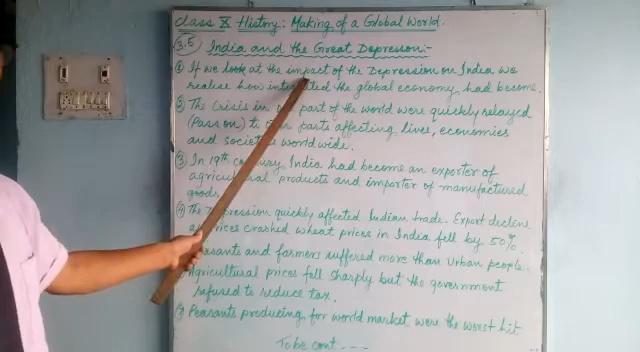 Class X History: Making of a Global World.
3.5 India and the Great Depression:-
① If we look at the impact of the Depression on India we
realise how the global economy had become.
② The Crisis in part of the world were quickly relayed
(Pass on) to parts affecting lives, economies
and worldwide.
③ In 19th India had become an exporter of
agricultural products and importer of manufactured
goods.
④ The quickly affected Indian trade. Export decline
prices crashed wheat prices in India fell by 50%.
Peasants and farmers suffered more than Urban people.
Agricultural prices fell sharply but the government
refused to reduce tax.
Peasants producing for world market were the worst hit
To be cont ----